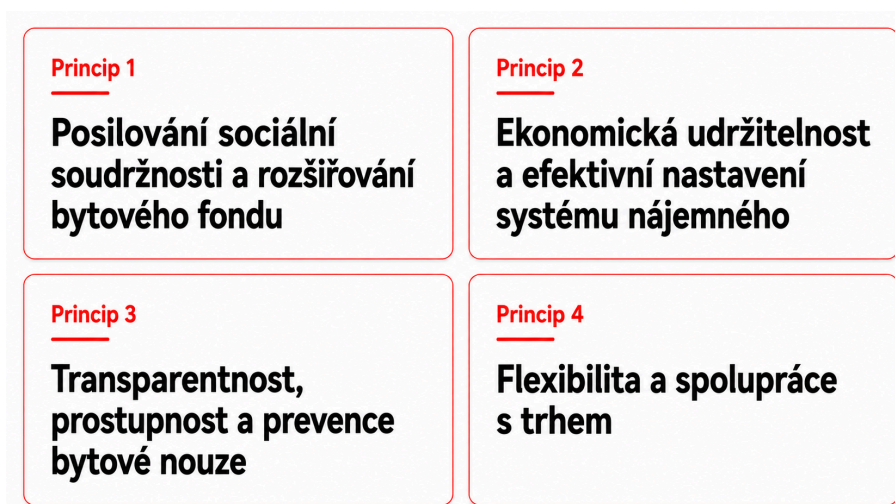 Princip 1
Posilování sociální
soudržnosti a rozšiřování
bytového fondu
Princip 2
Ekonomická udržitelnost
a efektivní nastavení
systému nájemného
Princip 3
Transparentnost,
prostupnost a prevence
bytové nouze
Princip 4
Flexibilita a spolupráce
s trhem